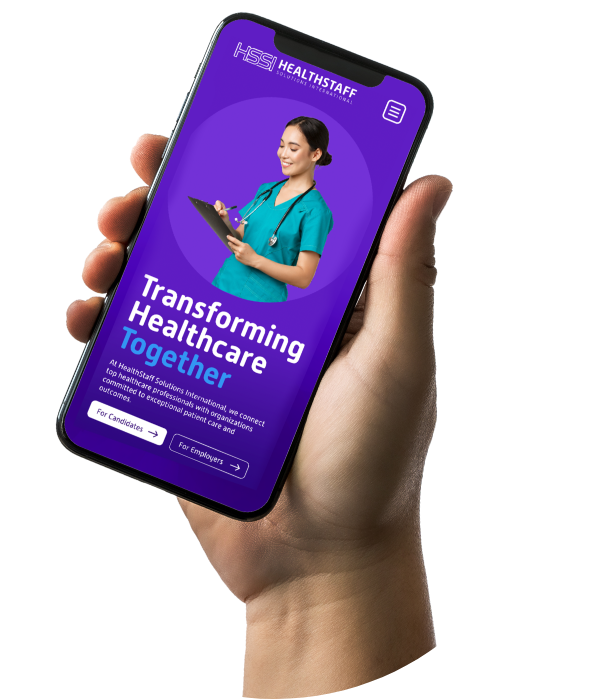 HSSI HEALTHSTAFF
SOLUTIONS INTERNATIONAL
Transforming
Healthcare
Together
At HealthStaff Solutions International, we connect
top healthcare professionals with organizations
committed to exceptional patient care and
outcomes.
For Candidates
For Employers